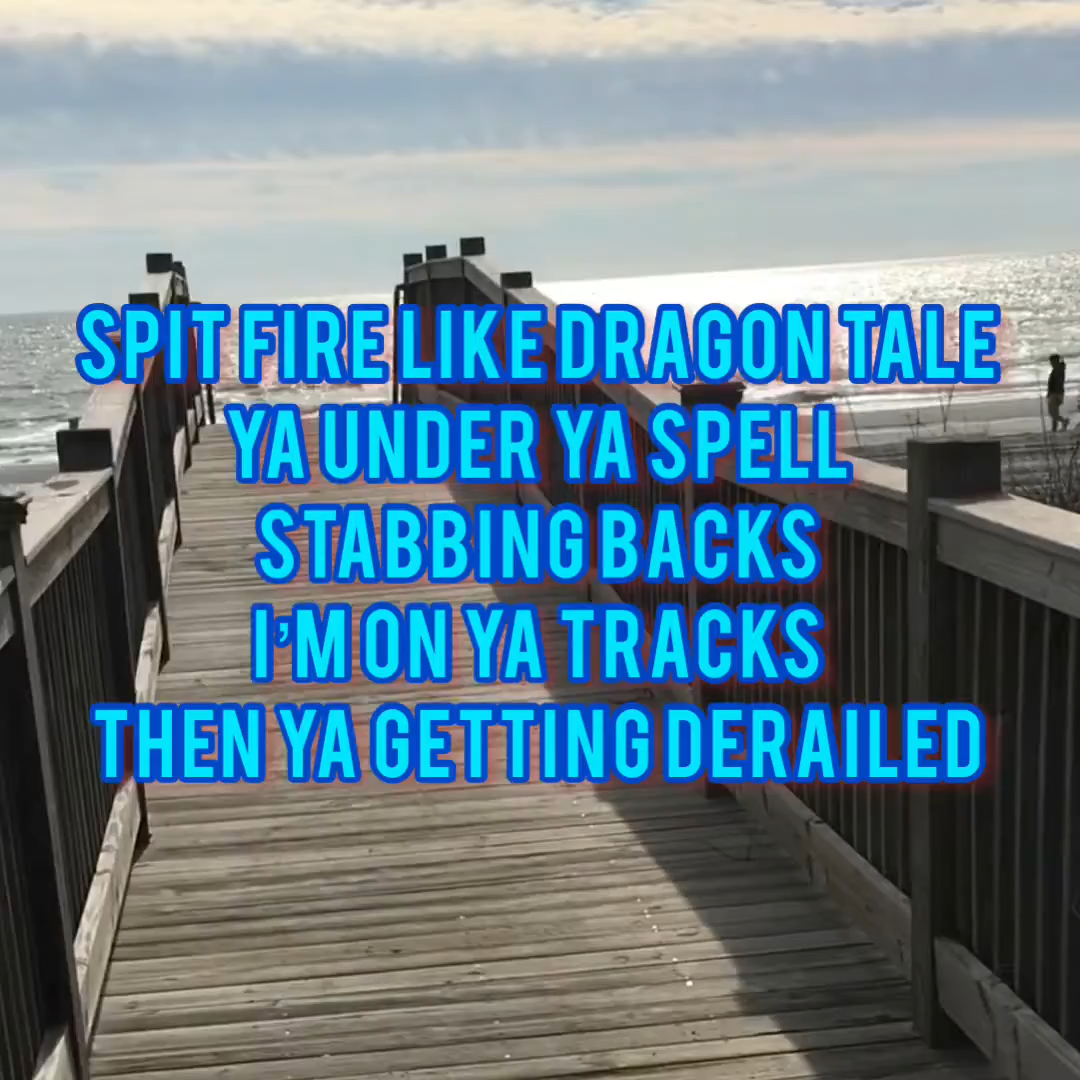 SPIT FIRE LIKE DRAGON TALE
YA UNDER YA SPELL
STABBING BACKS
I'M ON YA TRACKS
THEN YA GETTING DERAILED